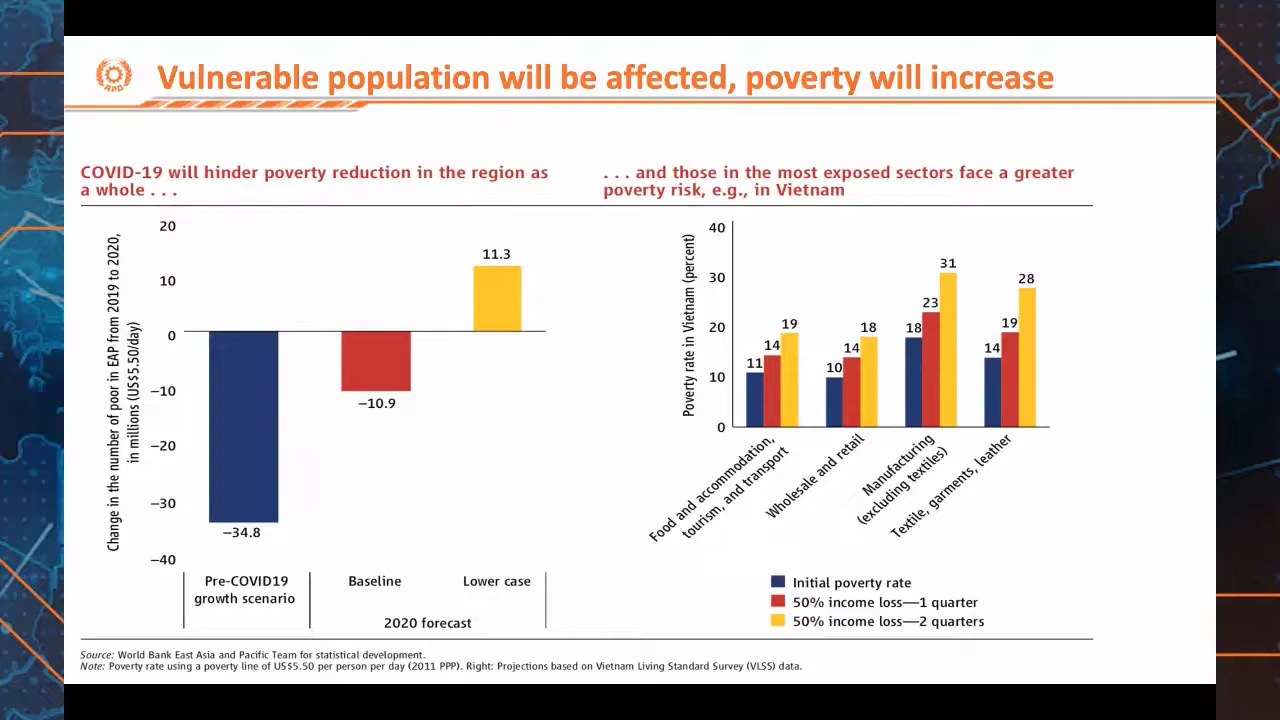 APO
Vulnerable population will be affected, poverty will increase
COVID-19 will hinder poverty reduction in the region as
a whole . . .
. . . and those in the most exposed sectors face a greater
poverty risk, e.g., in Vietnam
Change in the number of poor in EAP from 2019 to 2020,
in millions (US$5.50/day)
20
10
0
–10
–20
–30
–40
–34.8
–10.9
11.3
Pre-COVID19
growth scenario
Baseline
Lower case
2020 forecast
Poverty rate in Vietnam (percent)
40
30
20
10
0
11
14
19
10
14
18
18
23
31
14
19
28
Food and accommodation,
tourism, and transport
Wholesale and retail
Manufacturing
(excluding textiles)
Textile, garments, leather
Initial poverty rate
50% income loss—1 quarter
50% income loss—2 quarters
Source: World Bank East Asia and Pacific Team for statistical development.
Note: Poverty rate using a poverty line of US$5.50 per person per day (2011 PPP). Right: Projections based on Vietnam Living Standard Survey (VLSS) data.